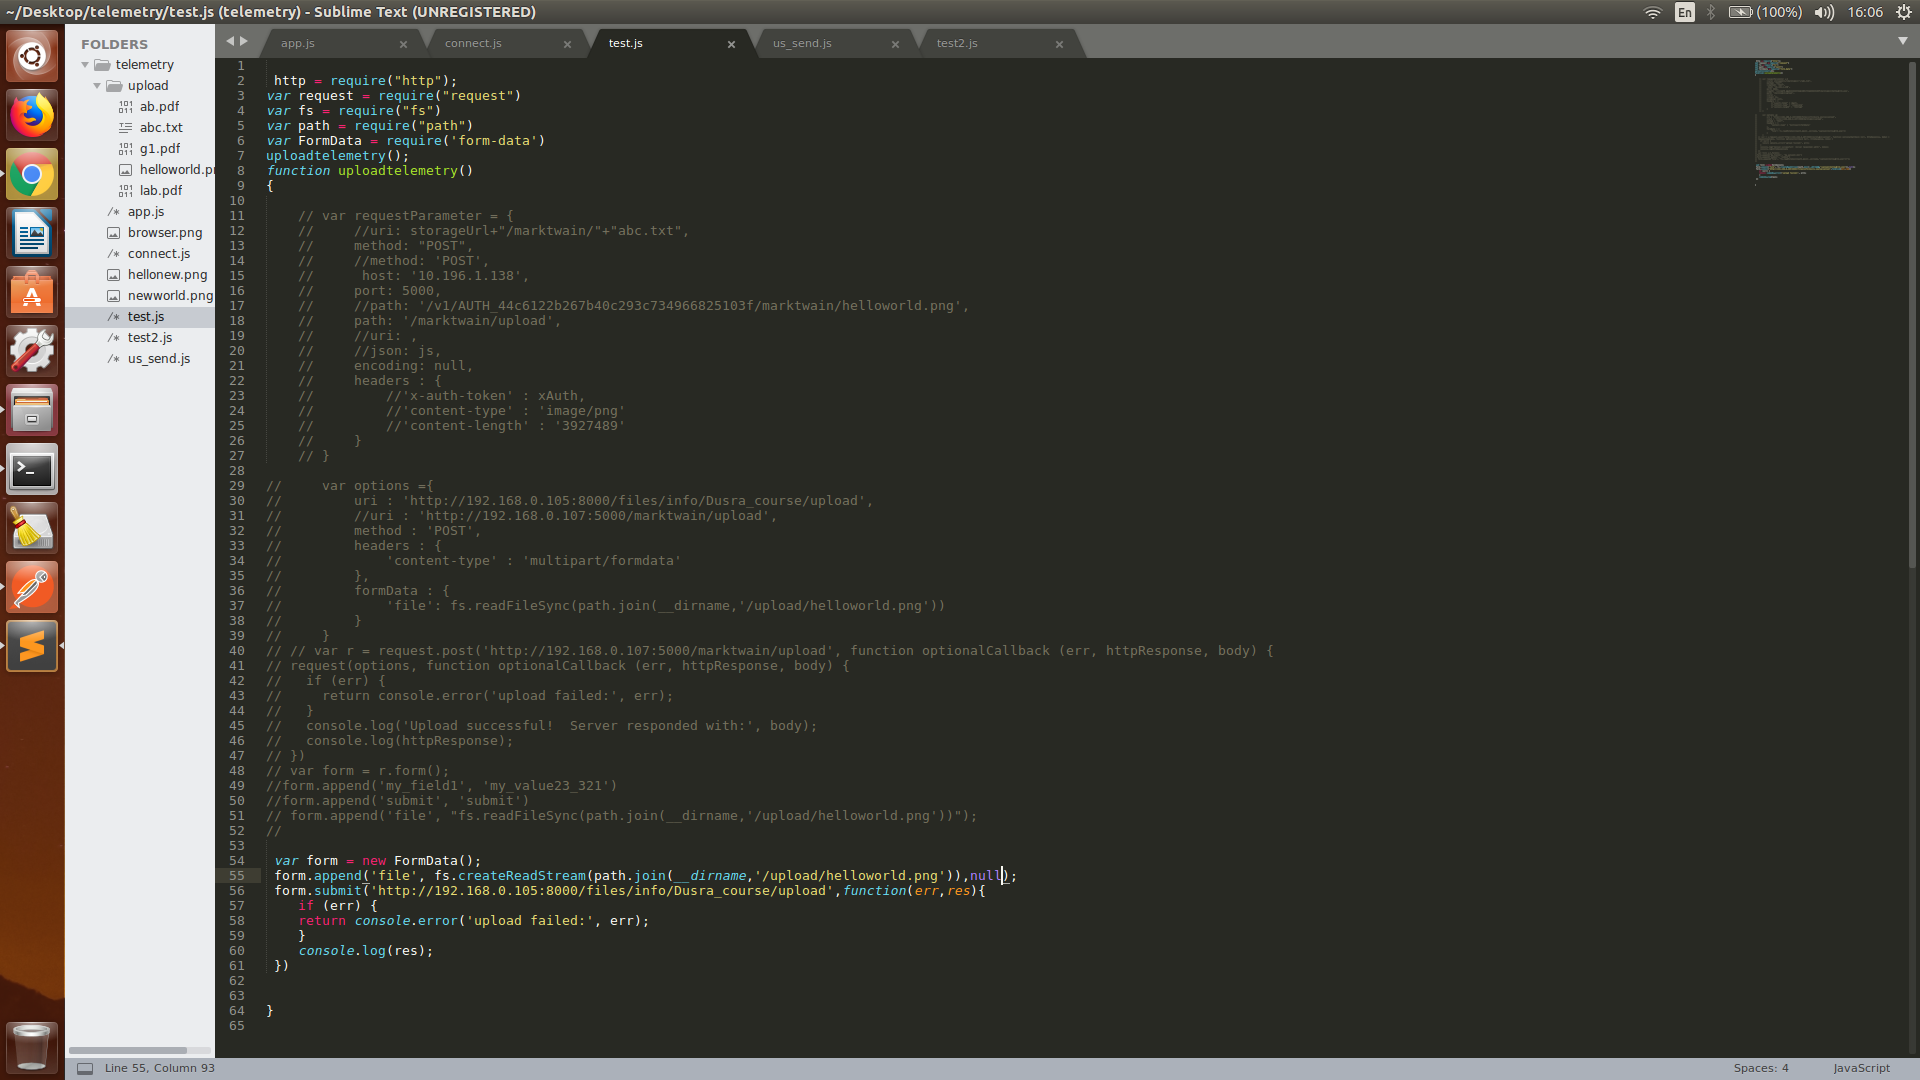 ~/Desktop/telemetry/test.js (telemetry) - Sublime Text (UNREGISTERED)
En (100%) 16:06
FOLDERS
telemetry
upload
ab.pdf
abc.txt
g1.pdf
helloworld.pr
lab.pdf
app.js
browser.png
connect.js
hellonew.png
newworld.png
test.js
test2.js
us_send.js
app.js × connect.js × test.js × us_send.js × test2.js ×
1
2 http = require("http");
3 var request = require("request")
4 var fs = require("fs")
5 var path = require("path")
6 var FormData = require('form-data')
7 uploadtelemetry();
8 function uploadtelemetry()
9 {
10
11 // var requestParameter = {
12 // //uri: storageUrl+"/marktwain/"+"abc.txt",
13 // method: "POST",
14 // //method: 'POST',
15 // host: '10.196.1.138',
16 // port: 5000,
17 // //path: '/v1/AUTH_44c6122b267b40c293c734966825103f/marktwain/helloworld.png',
18 // path: '/marktwain/upload',
19 // //uri: ,
20 // //json: js,
21 // encoding: null,
22 // headers : {
23 // //'x-auth-token' : xAuth,
24 // //'content-type' : 'image/png'
25 // //'content-length' : '3927489'
26 // }
27 // }
28
29 // var options ={
30 // uri : 'http://192.168.0.105:8000/files/info/Dusra_course/upload',
31 // //uri : 'http://192.168.0.107:5000/marktwain/upload',
32 // method : 'POST',
33 // headers : {
34 // 'content-type' : 'multipart/formdata'
35 // },
36 // formData : {
37 // 'file': fs.readFileSync(path.join(__dirname,'/upload/helloworld.png'))
38 // }
39 // }
40 // // var r = request.post('http://192.168.0.107:5000/marktwain/upload', function optionalCallback (err, httpResponse, body) {
41 // request(options, function optionalCallback (err, httpResponse, body) {
42 // if (err) {
43 // return console.error('upload failed:', err);
44 // }
45 // console.log('Upload successful!  Server responded with:', body);
46 // console.log(httpResponse);
47 // })
48 // var form = r.form();
49 //form.append('my_field1', 'my_value23_321')
50 //form.append('submit', 'submit')
51 // form.append('file', "fs.readFileSync(path.join(__dirname,'/upload/helloworld.png'))");
52 //
53
54 var form = new FormData();
55 form.append('file', fs.createReadStream(path.join(__dirname,'/upload/helloworld.png')),null);
56 form.submit('http://192.168.0.105:8000/files/info/Dusra_course/upload',function(err,res){
57 if (err) {
58 return console.error('upload failed:', err);
59 }
60 console.log(res);
61 })
62
63
64 }
65
Line 55, Column 93
Spaces: 4 JavaScript